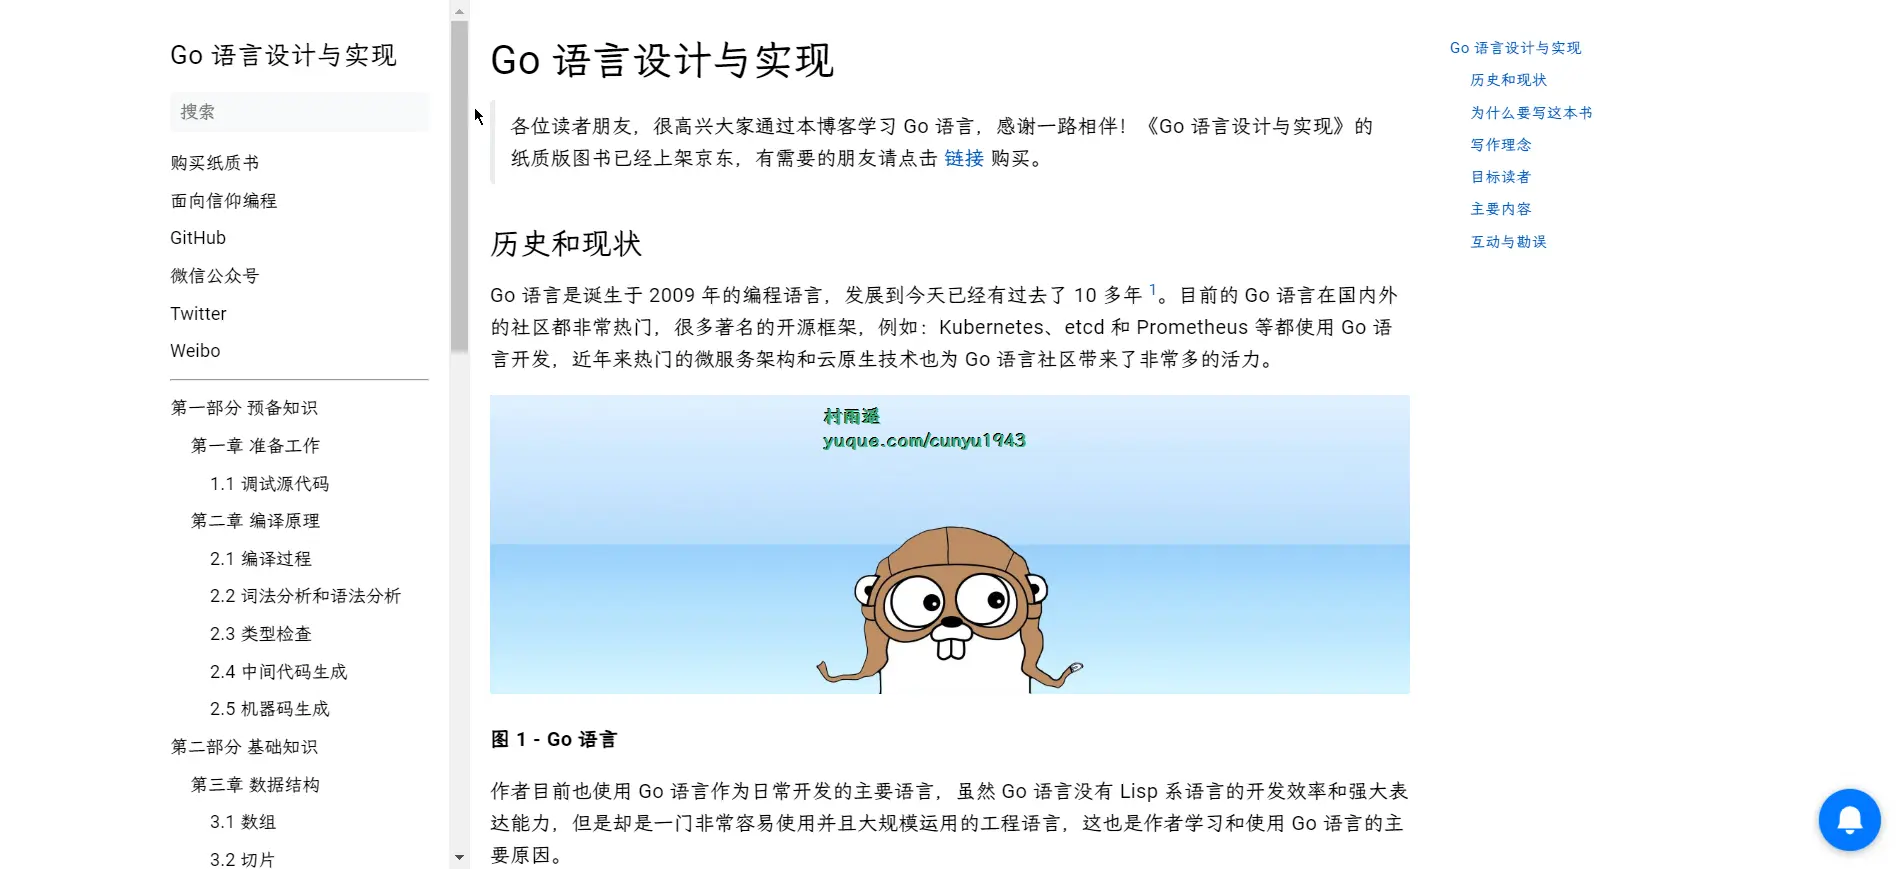 Go 语言设计与实现
搜索
购买纸质书
面向信仰编程
GitHub
微信公众号
Twitter
Weibo
第一部分 预备知识
第一章 准备工作
1.1 调试源代码
第二章 编译原理
2.1 编译过程
2.2 词法分析和语法分析
2.3 类型检查
2.4 中间代码生成
2.5 机器码生成
第二部分 基础知识
第三章 数据结构
3.1 数组
3.2 切片
Go 语言设计与实现
各位读者朋友，很高兴大家通过本博客学习 Go 语言，感谢一路相伴！《Go 语言设计与实现》的
纸质版图书已经上架京东，有需要的朋友请点击 链接 购买。
历史和现状
Go 语言是诞生于 2009 年的编程语言，发展到今天已经有过去了 10 多年 1。目前的 Go 语言在国内外
的社区都非常热门，很多著名的开源框架，例如：Kubernetes、etcd 和 Prometheus 等都使用 Go 语
言开发，近年来热门的微服务架构和云原生技术也为 Go 语言社区带来了非常多的活力。
村雨遥
yuque.com/cunyu1943
图 1 - Go 语言
作者目前也使用 Go 语言作为日常开发的主要语言，虽然 Go 语言没有 Lisp 系语言的开发效率和强大表
达能力，但是却是一门非常容易使用并且大规模运用的工程语言，这也是作者学习和使用 Go 语言的主
要原因。
Go 语言设计与实现
历史和现状
为什么要写这本书
写作理念
目标读者
主要内容
互动与勘误